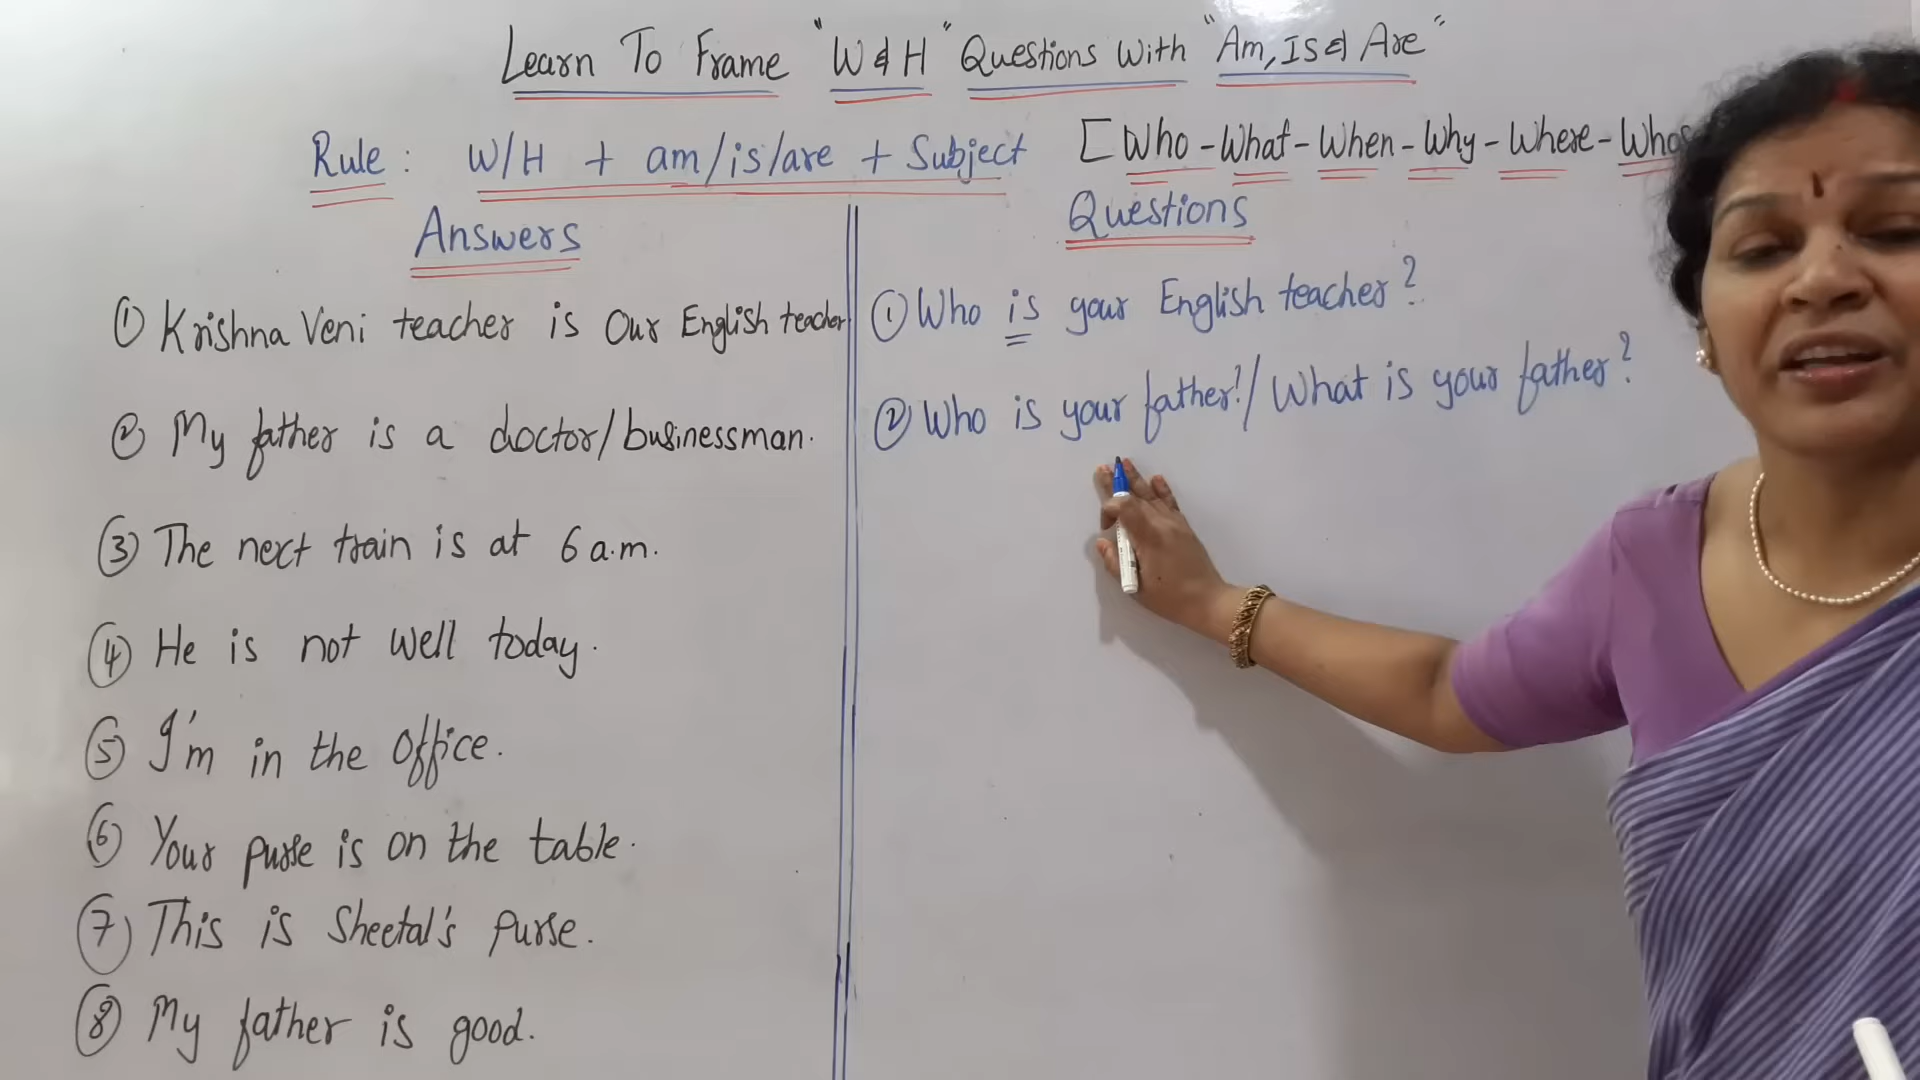 Learn To Frame "W & H" Questions With "Am, Is & Are"
Rule: W/H + am/is/are + Subject
[Who - What - When - Why - Where - Whos
Answers
① Krishna Veni teacher is Our English teacher
② My father is a doctor/businessman.
③ The next train is at 6 a.m.
④ He is not well today.
⑤ I'm in the Office.
⑥ Your purse is on the table.
⑦ This is Sheetal's purse.
⑧ My father is good.
Questions
① Who is your English teacher?
② Who is your father?/ What is your father?